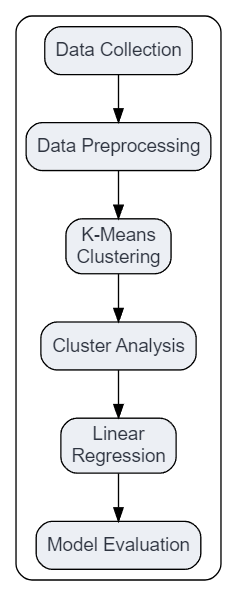 Data Collection
Data Preprocessing
K-Means
Clustering
Cluster Analysis
Linear
Regression
Model Evaluation